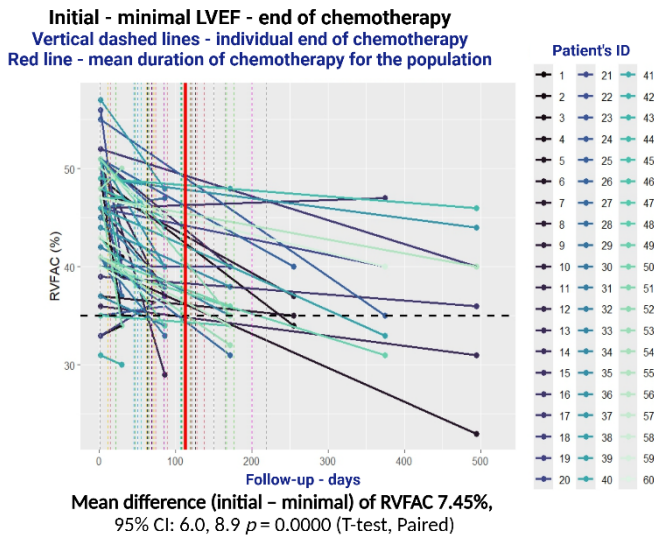 Initial - minimal LVEF - end of chemotherapy
Vertical dashed lines - individual end of chemotherapy
Red line - mean duration of chemotherapy for the population
Patient's ID
1 21 41
2 22 42
3 23 43
4 24 44
5 25 45
6 26 46
7 27 47
8 28 48
9 29 49
10 30 50
11 31 51
12 32 52
13 33 53
14 34 54
15 35 55
16 36 56
17 37 57
18 38 58
19 39 59
20 40 60
RVFAC (%)
50
40
30
0 100 200 300 400 500
Follow-up - days
Mean difference (initial – minimal) of RVFAC 7.45%,
95% CI: 6.0, 8.9 p = 0.0000 (T-test, Paired)